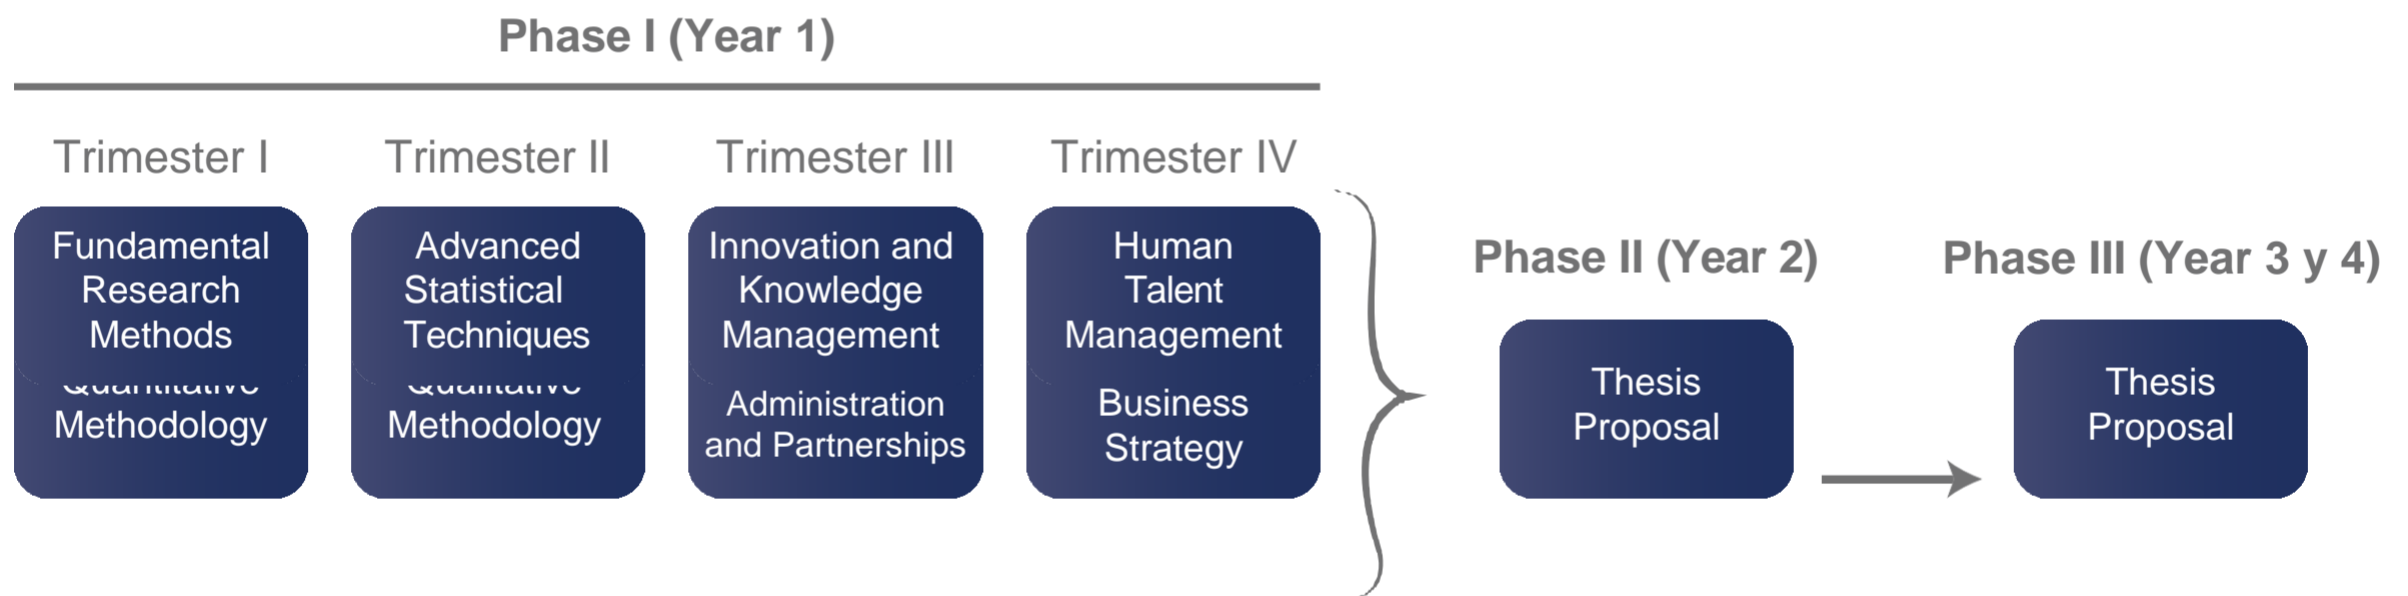 Phase I (Year 1)
Trimester I
Trimester II
Trimester III
Trimester IV
Fundamental
Research
Methods
Quantitative
Methodology
Advanced
Statistical
Techniques
Qualitative
Methodology
Innovation and
Knowledge
Management
Administration
and Partnerships
Human
Talent
Management
Business
Strategy
Phase II (Year 2)
Thesis
Proposal
Phase III (Year 3 y 4)
Thesis
Proposal